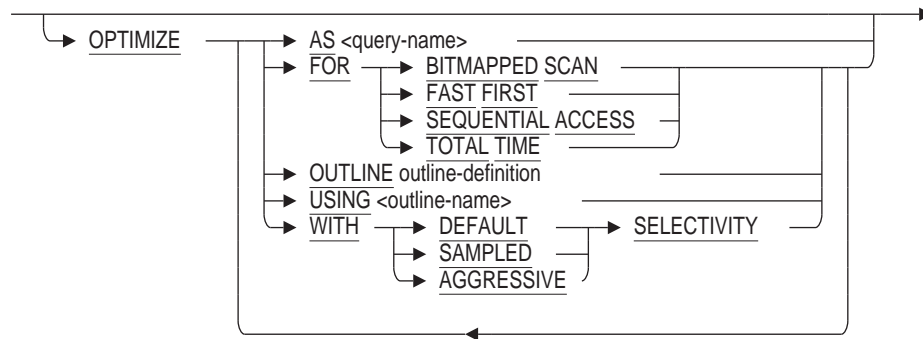 OPTIMIZE AS <query-name>
FOR BITMAPPED SCAN
FAST FIRST
SEQUENTIAL ACCESS
TOTAL TIME
OUTLINE outline-definition
USING <outline-name>
WITH DEFAULT SELECTIVITY
SAMPLED
AGGRESSIVE